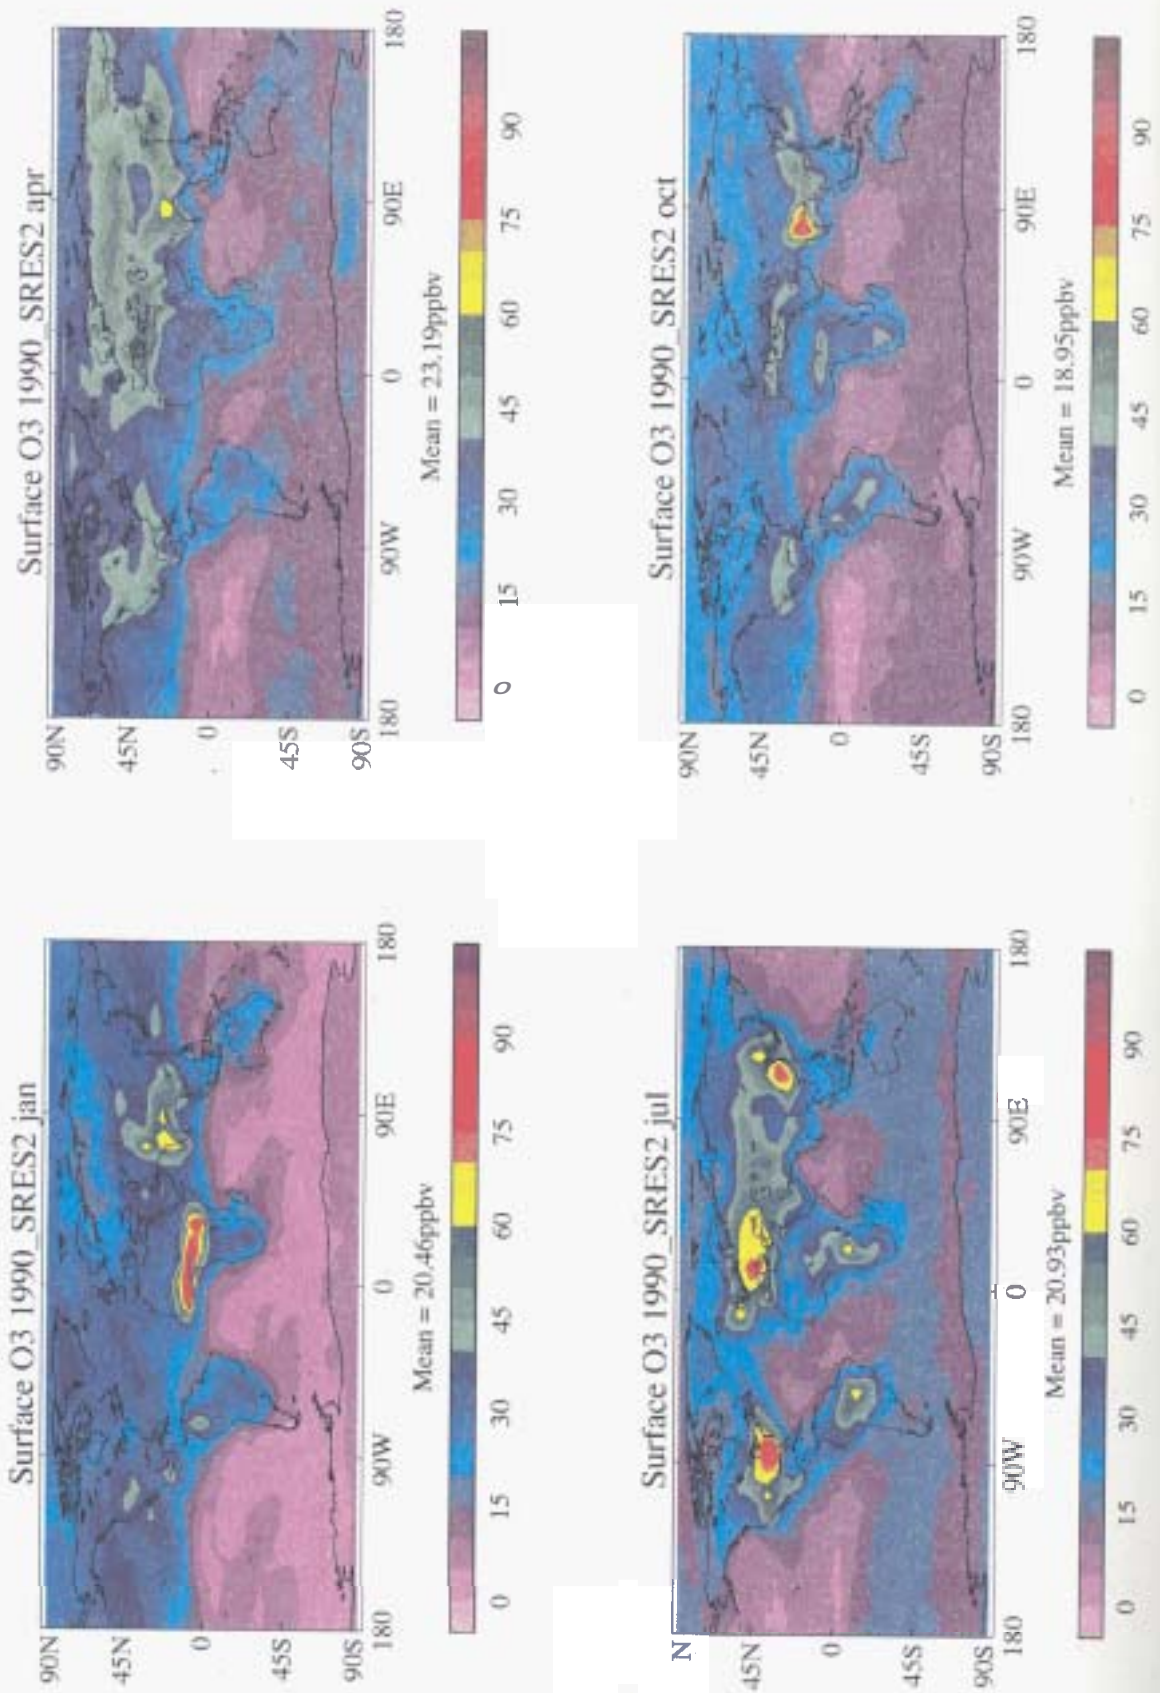 Surface O3 1990_SRES2 jan
90N
45N
0
45S
90S
180 90W 0 90E 180
Mean = 20.46ppbv
0 15 30 45 60 75 90
Surface O3 1990_SRES2 apr
90N
45N
0
45S
90S
180 90W 0 90E 180
Mean = 23.19ppbv
0 15 30 45 60 75 90
Surface O3 1990_SRES2 jul
N
45N
0
45S
90S
180 90W 0 90E 180
Mean = 20.93ppbv
0 15 30 45 60 75 90
Surface O3 1990_SRES2 oct
90N
45N
0
45S
90S
180 90W 0 90E 180
Mean = 18.95ppbv
0 15 30 45 60 75 90